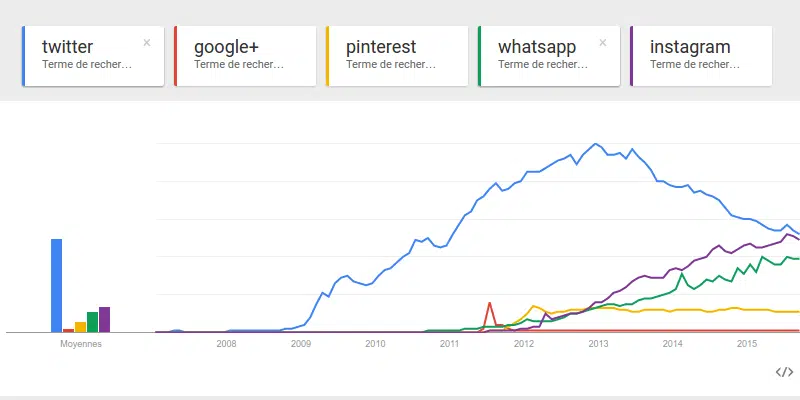 twitter
×
Terme de recher...
google+
Terme de recher...
pinterest
Terme de recher...
whatsapp
×
Terme de recher...
instagram
Terme de recher...
Moyennes
2008
2009
2010
2011
2012
2013
2014
2015